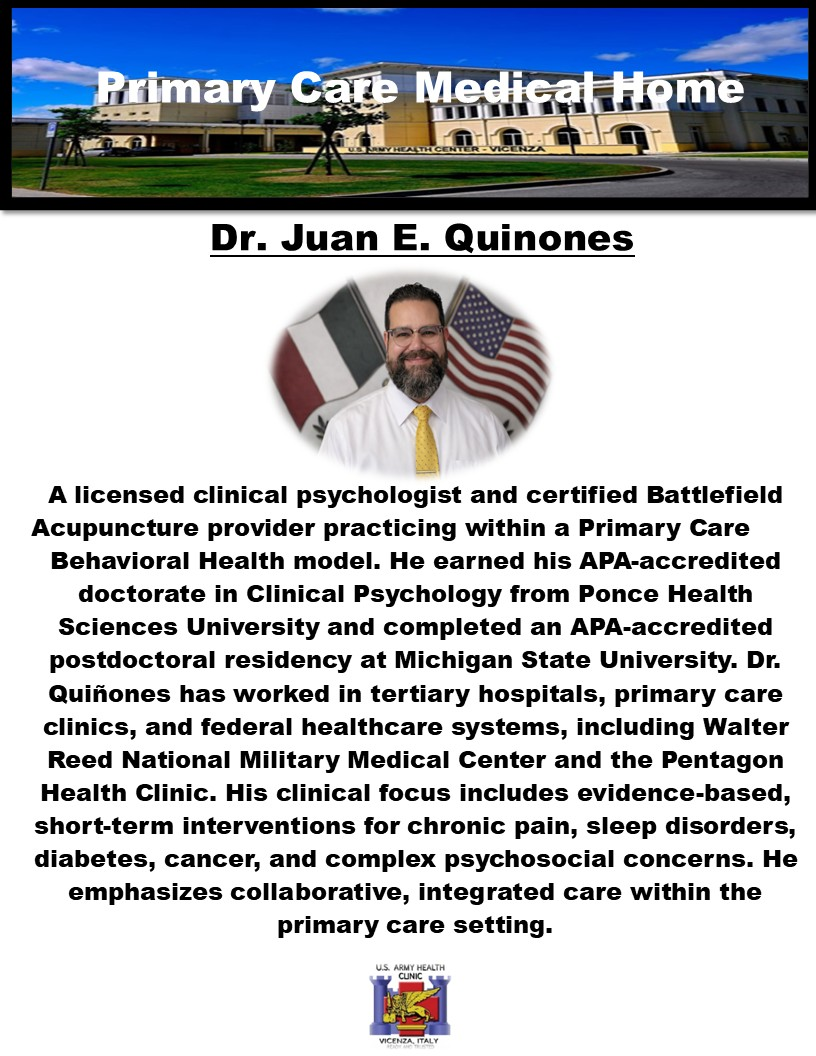 Primary Care Medical Home
U.S. ARMY HEALTH CENTER - VICENZA
Dr. Juan E. Quinones
A licensed clinical psychologist and certified Battlefield
Acupuncture provider practicing within a Primary Care
Behavioral Health model. He earned his APA-accredited
doctorate in Clinical Psychology from Ponce Health
Sciences University and completed an APA-accredited
postdoctoral residency at Michigan State University. Dr.
Quiñones has worked in tertiary hospitals, primary care
clinics, and federal healthcare systems, including Walter
Reed National Military Medical Center and the Pentagon
Health Clinic. His clinical focus includes evidence-based,
short-term interventions for chronic pain, sleep disorders,
diabetes, cancer, and complex psychosocial concerns. He
emphasizes collaborative, integrated care within the
primary care setting.
U.S. ARMY HEALTH
CLINIC
VICENZA, ITALY
READY AND TRUSTED